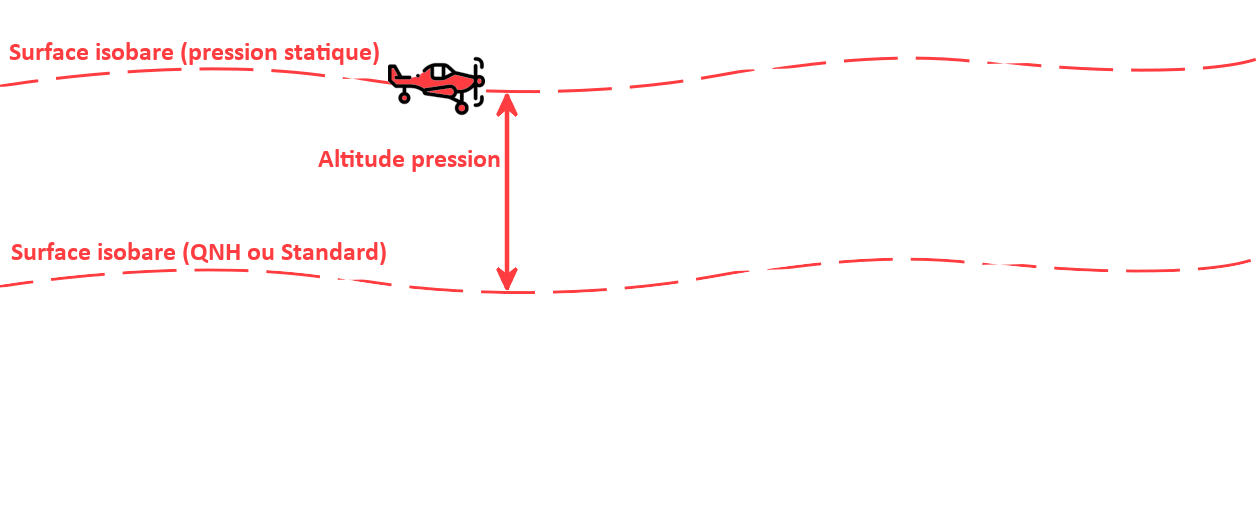 Surface isobare (pression statique)
Altitude pression
Surface isobare (QNH ou Standard)